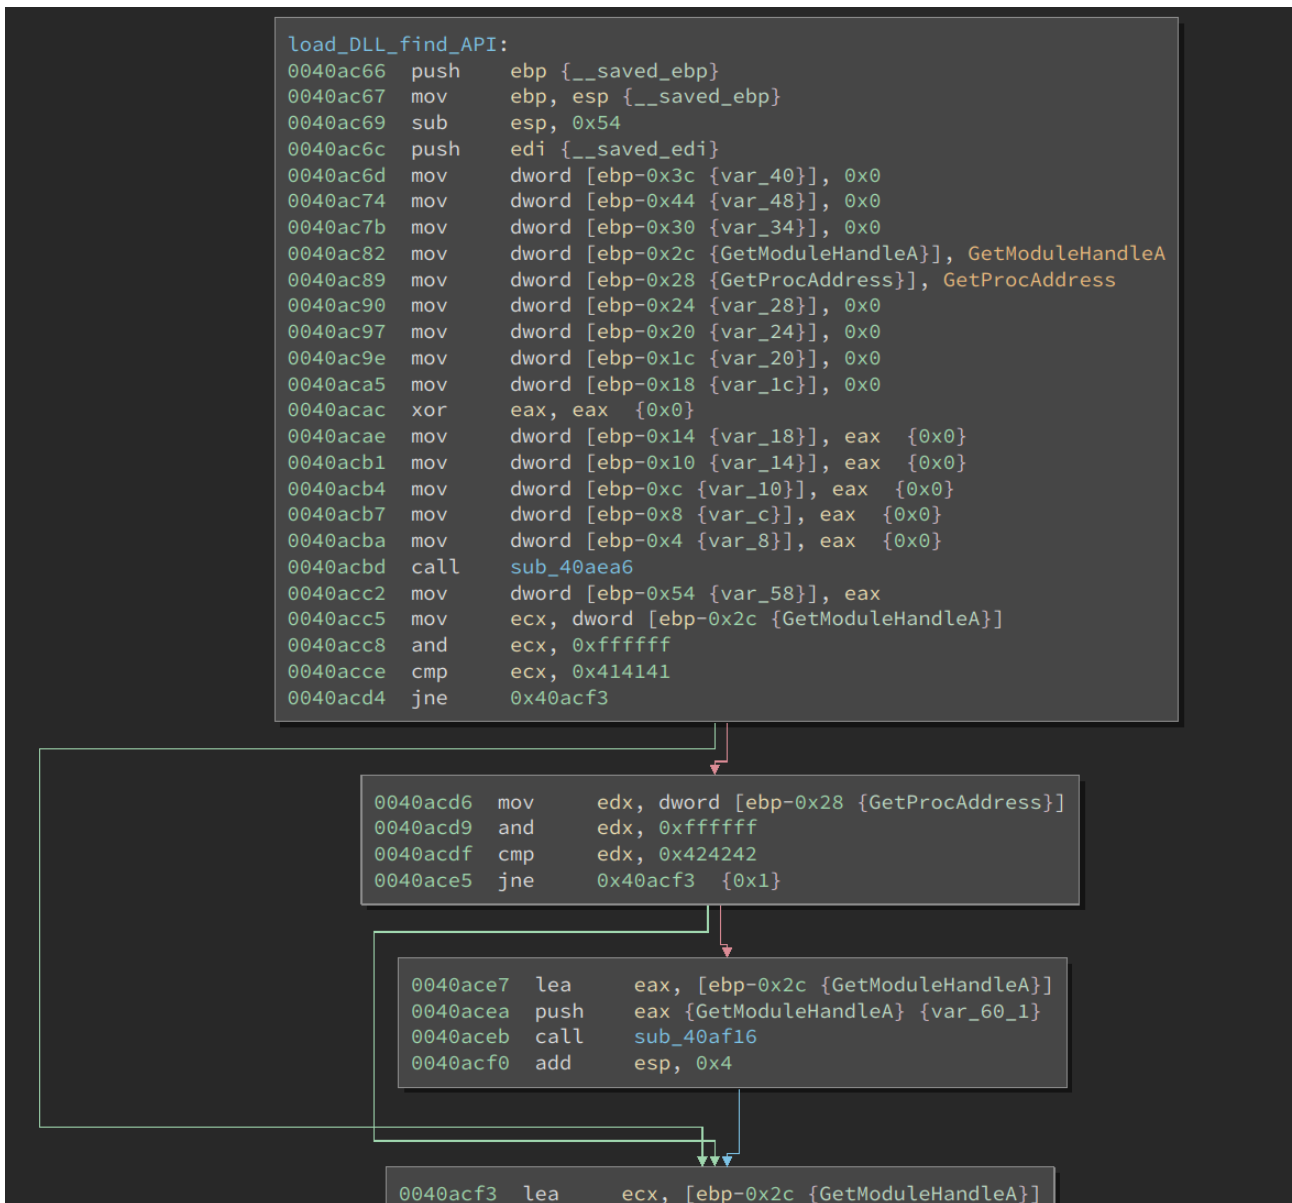 load_DLL_find_API:
0040ac66 push ebp {__saved_ebp}
0040ac67 mov ebp, esp {__saved_ebp}
0040ac69 sub esp, 0x54
0040ac6c push edi {__saved_edi}
0040ac6d mov dword [ebp-0x3c {var_40}], 0x0
0040ac74 mov dword [ebp-0x44 {var_48}], 0x0
0040ac7b mov dword [ebp-0x30 {var_34}], 0x0
0040ac82 mov dword [ebp-0x2c {GetModuleHandleA}], GetModuleHandleA
0040ac89 mov dword [ebp-0x28 {GetProcAddress}], GetProcAddress
0040ac90 mov dword [ebp-0x24 {var_28}], 0x0
0040ac97 mov dword [ebp-0x20 {var_24}], 0x0
0040ac9e mov dword [ebp-0x1c {var_20}], 0x0
0040aca5 mov dword [ebp-0x18 {var_1c}], 0x0
0040acac xor eax, eax {0x0}
0040acae mov dword [ebp-0x14 {var_18}], eax {0x0}
0040acb1 mov dword [ebp-0x10 {var_14}], eax {0x0}
0040acb4 mov dword [ebp-0xc {var_10}], eax {0x0}
0040acb7 mov dword [ebp-0x8 {var_c}], eax {0x0}
0040acba mov dword [ebp-0x4 {var_8}], eax {0x0}
0040acbd call sub_40aea6
0040acc2 mov dword [ebp-0x54 {var_58}], eax
0040acc5 mov ecx, dword [ebp-0x2c {GetModuleHandleA}]
0040acc8 and ecx, 0xffffff
0040acce cmp ecx, 0x414141
0040acd4 jne 0x40acf3
0040acd6 mov edx, dword [ebp-0x28 {GetProcAddress}]
0040acd9 and edx, 0xffffff
0040acdf cmp edx, 0x424242
0040ace5 jne 0x40acf3 {0x1}
0040ace7 lea eax, [ebp-0x2c {GetModuleHandleA}]
0040acea push eax {GetModuleHandleA} {var_60_1}
0040aceb call sub_40af16
0040acf0 add esp, 0x4
0040acf3 lea ecx, [ebp-0x2c {GetModuleHandleA}]